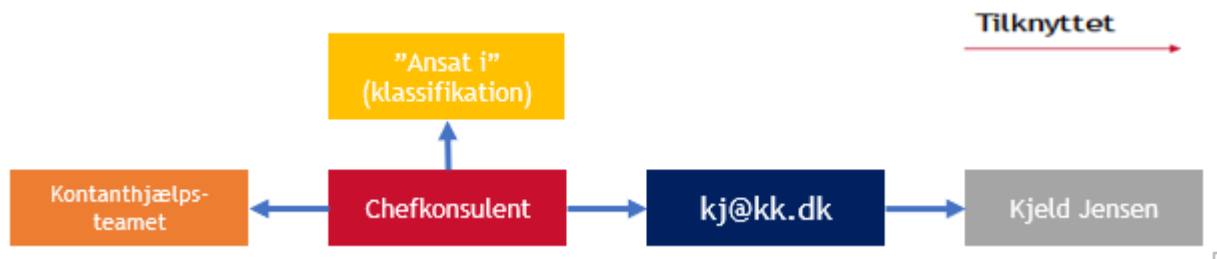 Tilknyttet
”Ansat i”
(klassifikation)
Kontanthjælps-
teamet
Chefkonsulent
kj@kk.dk
Kjeld Jensen